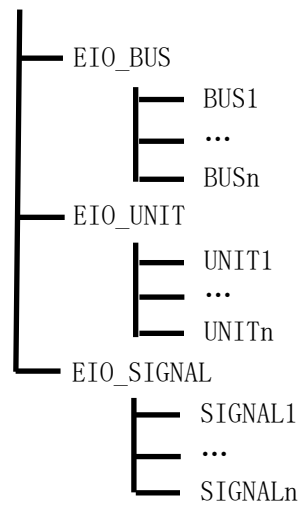 EIO_BUS
BUS1
...
BUSn
EIO_UNIT
UNIT1
...
UNITn
EIO_SIGNAL
SIGNAL1
...
SIGNALn